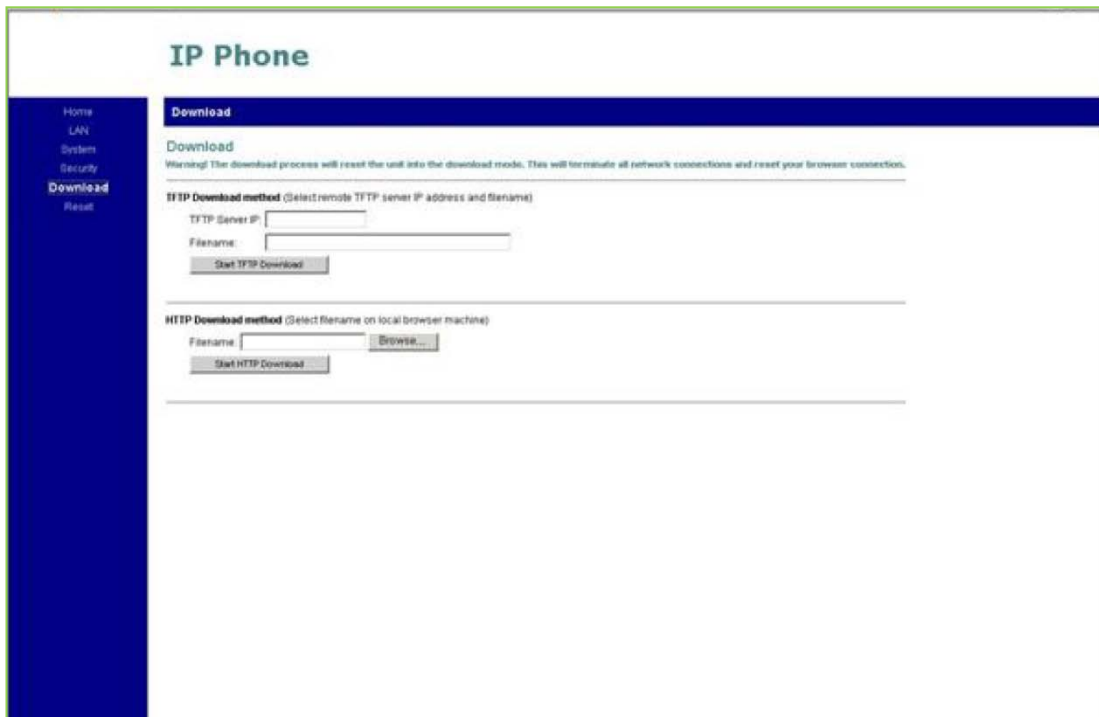 IP Phone
Home
LAN
System
Security
Download
Reset
Download
Download
Warning! The download process will reset the unit into the download mode. This will terminate all network connections and reset your browser connection.
TFTP Download method (Select remote TFTP server IP address and filename)
TFTP Server IP:
Filename:
Start TFTP Download
HTTP Download method (Select filename on local browser machine)
Filename: Browse...
Start HTTP Download